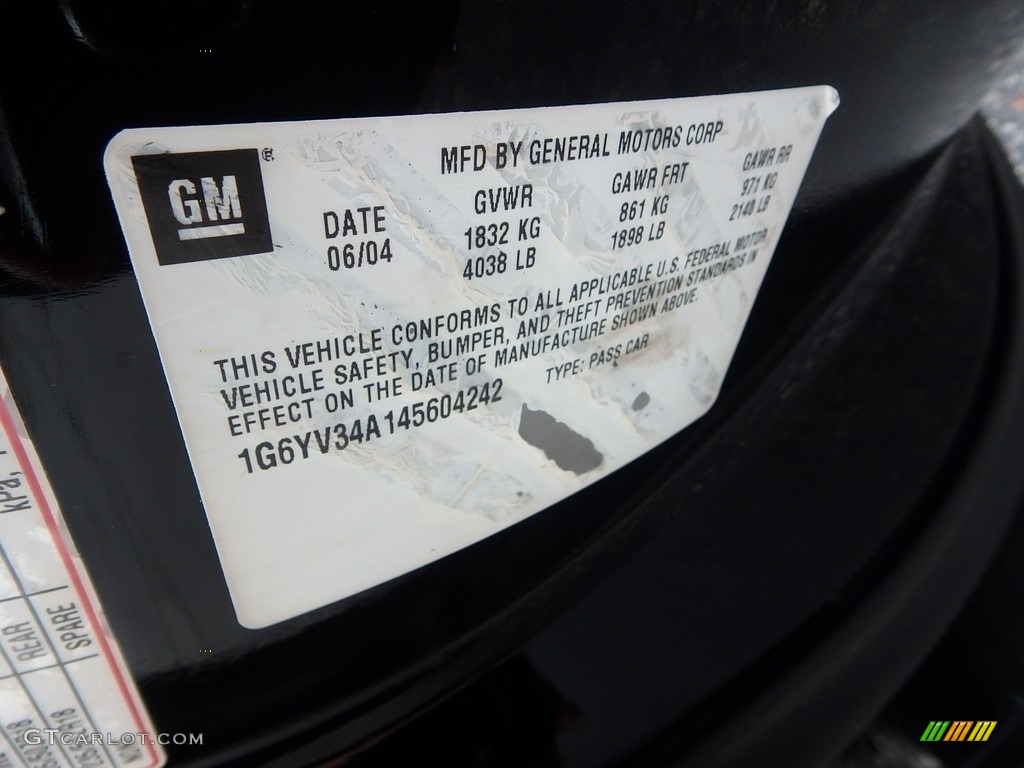 GM ®
MFD BY GENERAL MOTORS CORP
DATE GVWR GAWR FRT GAWR RR
06/04 1832 KG 861 KG 971 KG
4038 LB 1898 LB 2140 LB
THIS VEHICLE CONFORMS TO ALL APPLICABLE U.S. FEDERAL MOTOR
VEHICLE SAFETY, BUMPER, AND THEFT PREVENTION STANDARDS IN
EFFECT ON THE DATE OF MANUFACTURE SHOWN ABOVE.
1G6YV34A145604242 TYPE: PASS CAR
kPa,
REAR
SPARE
GTCARLOT.COM